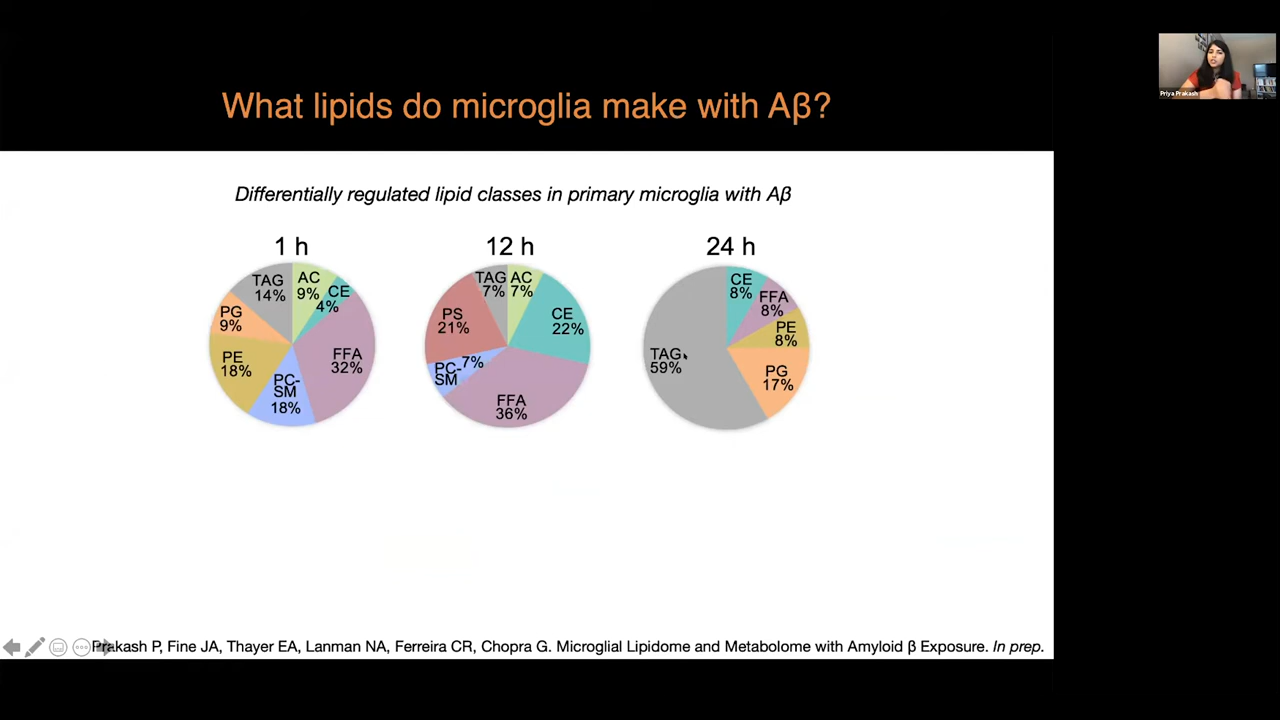 What lipids do microglia make with Aβ?
Priya Prakash
Differentially regulated lipid classes in primary microglia with Aβ
1 h
TAG
14%
AC
9%
CE
4%
PG
9%
FFA
32%
PE
18%
PC-
SM
18%
12 h
TAG
7%
AC
7%
PS
21%
CE
22%
PC-
SM
7%
FFA
36%
24 h
CE
8%
FFA
8%
PE
8%
TAG
59%
PG
17%
Prakash P, Fine JA, Thayer EA, Lanman NA, Ferreira CR, Chopra G. Microglial Lipidome and Metabolome with Amyloid β Exposure. In prep.